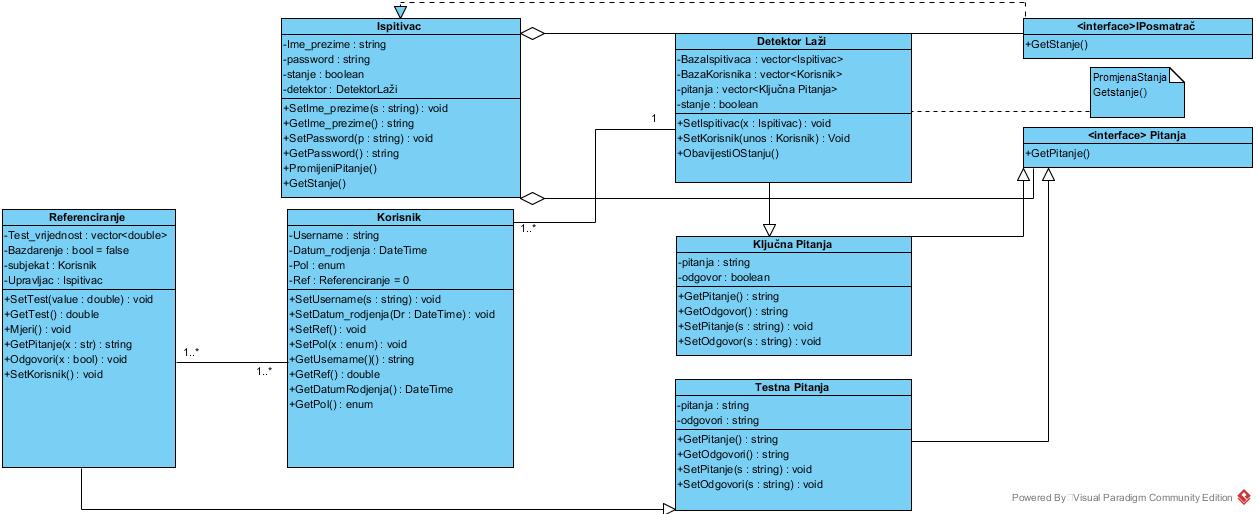 Ispitivac
-Ime_prezime : string
-password : string
-stanje : boolean
-detektor : DetektorLaži
+SetIme_prezime(s : string) : void
+GetIme_prezime() : string
+SetPassword(p : string) : void
+GetPassword() : string
+PromijeniPitanje()
+GetStanje()
Detektor Laži
-BazaIspitivaca : vector<Ispitivac>
-BazaKorisnika : vector<Korisnik>
-pitanja : vector<Ključna Pitanja>
-stanje : boolean
+SetIspitivac(x : Ispitivac) : void
+SetKorisnik(unos : Korisnik) : Void
+ObavijestiOStanju()
<interface>IPosmatrač
+GetStanje()
PromjenaStanja
Getstanje()
<interface> Pitanja
+GetPitanje()
1
1..*
Referenciranje
-Test_vrijednost : vector<double>
-Bazdarenje : bool = false
-subjekat : Korisnik
-Upravljac : Ispitivac
+SetTest(value : double) : void
+GetTest() : double
+Mjeri() : void
+GetPitanje(x : str) : string
+Odgovori(x : bool) : void
+SetKorisnik() : void
1..*
1..*
Korisnik
-Username : string
-Datum_rodjenja : DateTime
-Pol : enum
-Ref : Referenciranje = 0
+SetUsername(s : string) : void
+SetDatum_rodjenja(Dr : DateTime) : void
+SetRef() : void
+SetPol(x : enum) : void
+GetUsername()() : string
+GetRef() : double
+GetDatumRodjenja() : DateTime
+GetPol() : enum
Ključna Pitanja
-pitanja : string
-odgovor : boolean
+GetPitanje() : string
+GetOdgovor() : string
+SetPitanje(s : string) : void
+SetOdgovor(s : string) : void
Testna Pitanja
-pitanja : string
-odgovori : string
+GetPitanje() : string
+GetOdgovori() : string
+SetPitanje(s : string) : void
+SetOdgovori(s : string) : void
Powered By Visual Paradigm Community Edition